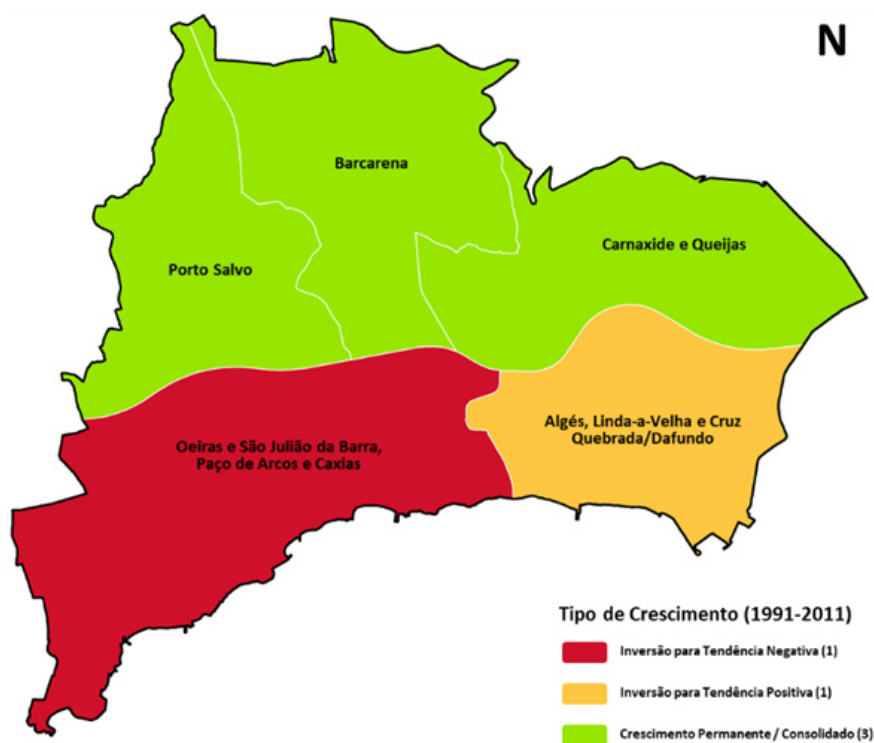 N
Barcarena
Carnaxide e Queijas
Porto Salvo
Algés, Linda-a-Velha e Cruz
Quebrada/Dafundo
Oeiras e São Julião da Barra,
Paço de Arcos e Caxias
Tipo de Crescimento (1991-2011)
Inversão para Tendência Negativa (1)
Inversão para Tendência Positiva (1)
Crescimento Permanente / Consolidado (3)